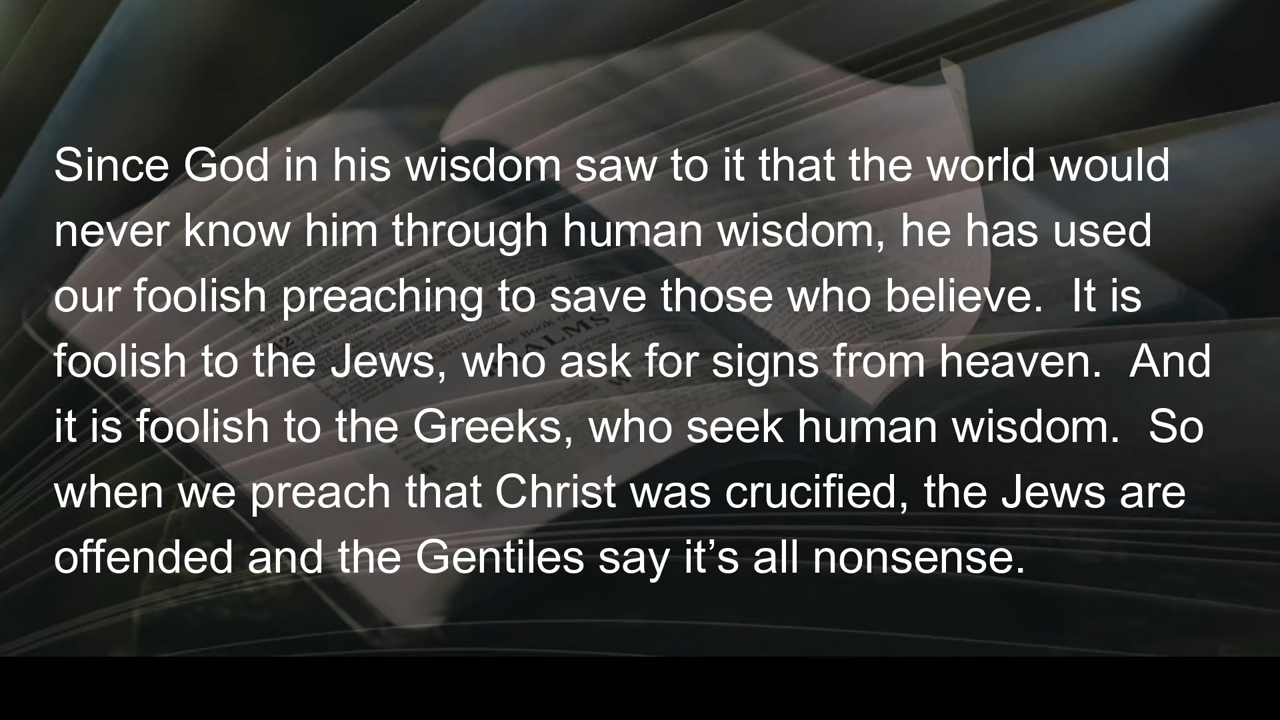 Since God in his wisdom saw to it that the world would
never know him through human wisdom, he has used
our foolish preaching to save those who believe.  It is
foolish to the Jews, who ask for signs from heaven.  And
it is foolish to the Greeks, who seek human wisdom.  So
when we preach that Christ was crucified, the Jews are
offended and the Gentiles say it’s all nonsense.